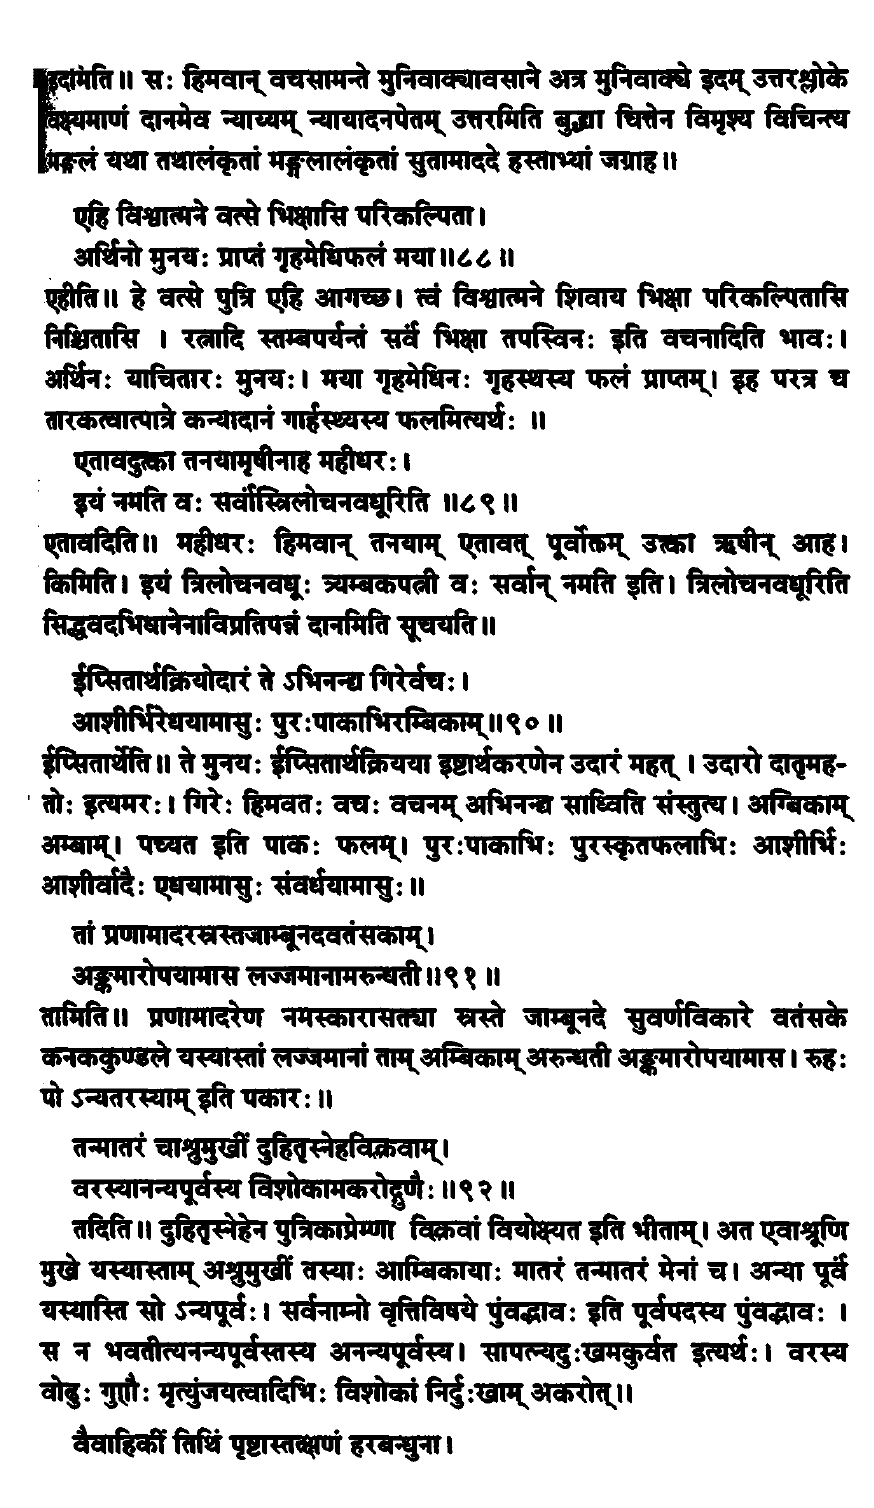 इदामति॥ सः हिमवान् वचसामन्ते मुनिवाक्यावसाने अत्र मुनिवाक्ये इदम् उत्तरश्लोके
वक्ष्यमाणं दानमेव न्याय्यम् न्यायादनपेतम् उत्तरमिति बुद्ध्या चित्तेन विमृश्य विचिन्त्य
मङ्गलं यथा तथालंकृतां मङ्गलालंकृतां सुतामाददे हस्ताभ्यां जग्राह॥
एहि विश्वात्मने वत्से भिक्षासि परिकल्पिता।
अर्थिनो मुनयः प्राप्तं गृहमेधिफलं मया॥८८॥
एहीति॥ हे वत्से पुत्रि एहि आगच्छ। त्वं विश्वात्मने शिवाय भिक्षा परिकल्पितासि
निश्चितासि । रत्नादि स्तम्बपर्यन्तं सर्वं भिक्षा तपस्विनः इति वचनादिति भावः।
अर्थिनः याचितारः मुनयः। मया गृहमेधिनः गृहस्थस्य फलं प्राप्तम्। इह परत्र च
तारकत्वात्पात्रे कन्यादानं गार्हस्थ्यस्य फलमित्यर्थः ॥
एतावदुत्का तनयामृषीनाह महीधरः।
इयं नमति वः सर्वांस्त्रिलोचनवधूरिति ॥८९॥
एतावदिति॥ महीधरः हिमवान् तनयाम् एतावत् पूर्वोक्तम् उत्का ऋषीन् आह।
किमिति। इयं त्रिलोचनवधूः त्र्यम्बकपत्नी वः सर्वान् नमति इति। त्रिलोचनवधूरिति
सिद्धवदभिधानेनाविप्रतिपन्नं दानमिति सूचयति॥
ईप्सितार्थक्रियोदारं ते ऽभिनन्द्य गिरेर्वचः।
आशीर्भिरेधयामासुः पुरःपाकाभिरम्बिकाम्॥९०॥
ईप्सितार्थेति॥ ते मुनयः ईप्सितार्थक्रियया इष्टार्थकरणेन उदारं महत् । उदारो दातृमह-
तोः इत्यमरः। गिरेः हिमवतः वचः वचनम् अभिनन्द्य साध्विति संस्तुत्य। अम्बिकाम्
अम्बाम्। पच्यत इति पाकः फलम्। पुरःपाकाभिः पुरस्कृतफलाभिः आशीर्भिः
आशीर्वादैः एधयामासुः संवर्धयामासुः॥
तां प्रणामादरस्रस्तजाम्बूनदवतंसकाम्।
अङ्कमारोपयामास लज्जमानामरुन्धती॥९१॥
तामिति॥ प्रणामादरेण नमस्कारासत्त्या स्रस्ते जाम्बूनदे सुवर्णविकारे वतंसके
कनककुण्डले यस्यास्तां लज्जमानां ताम् अम्बिकाम् अरुन्धती अङ्कमारोपयामास। रुहः
पो ऽन्यतरस्याम् इति पकारः॥
तन्मातरं चाश्रुमुखीं दुहितृस्नेहविक्लवाम्।
वरस्यानन्यपूर्वस्य विशोकामकरोद्गुणैः॥९२॥
तदिति॥ दुहितृस्नेहेन पुत्रिकाप्रेम्णा विक्लवां वियोक्ष्यत इति भीताम्। अत एवाश्रूणि
मुखे यस्यास्ताम् अश्रुमुखीं तस्याः आम्बिकायाः मातरं तन्मातरं मेनां च। अन्या पूर्वं
यस्यास्ति सो ऽन्यपूर्वः। सर्वनाम्नो वृत्तिविषये पुंवद्भावः इति पूर्वपदस्य पुंवद्भावः ।
स न भवतीत्यनन्यपूर्वस्तस्य अनन्यपूर्वस्य। सापत्न्यदुःखमकुर्वत इत्यर्थः। वरस्य
वोढुः गुणैः मृत्युंजयत्वादिभिः विशोकां निर्दुःखाम् अकरोत्॥
वैवाहिकीं तिथिं पृष्टास्तत्क्षणं हरबन्धुना।